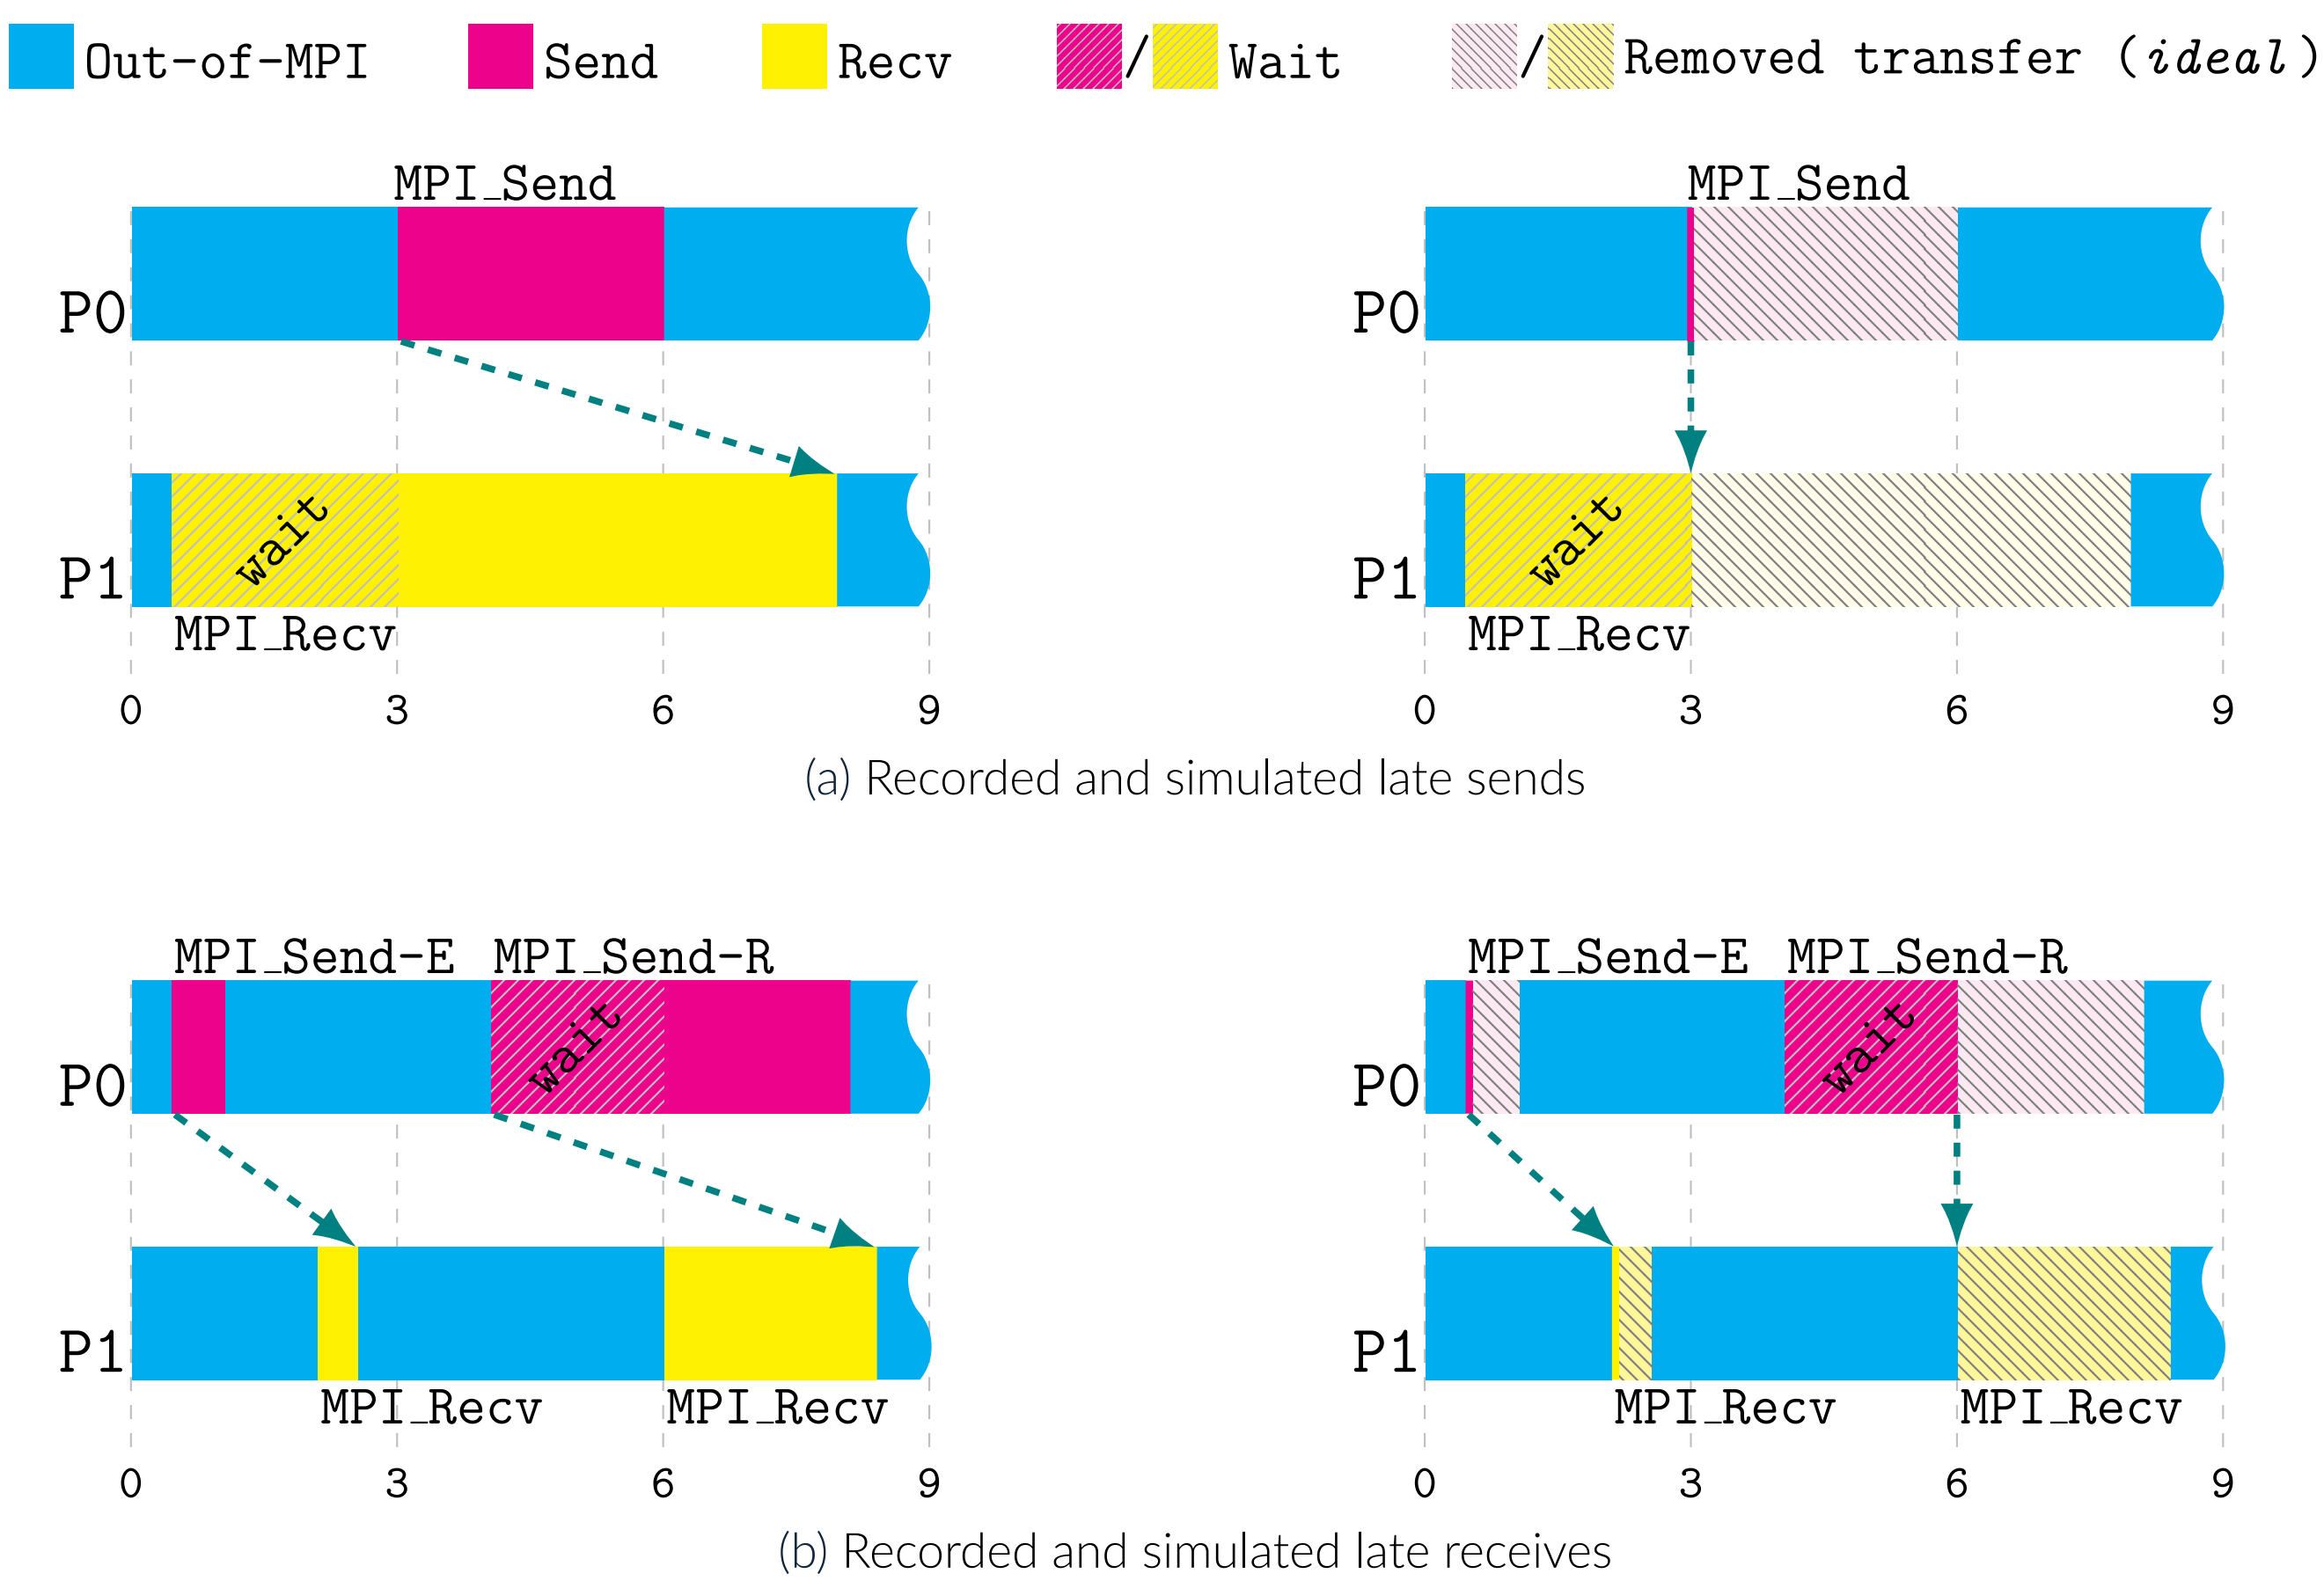 Out-of-MPI Send Recv / Wait / Removed transfer (ideal)
MPI_Send MPI_Send
P0 P0
wait wait
P1 P1
MPI_Recv MPI_Recv
0 3 6 9 0 3 6 9
(a) Recorded and simulated late sends
MPI_Send-E MPI_Send-R MPI_Send-E MPI_Send-R
wait wait
P0 P0
P1 P1
MPI_Recv MPI_Recv MPI_Recv MPI_Recv
0 3 6 9 0 3 6 9
(b) Recorded and simulated late receives